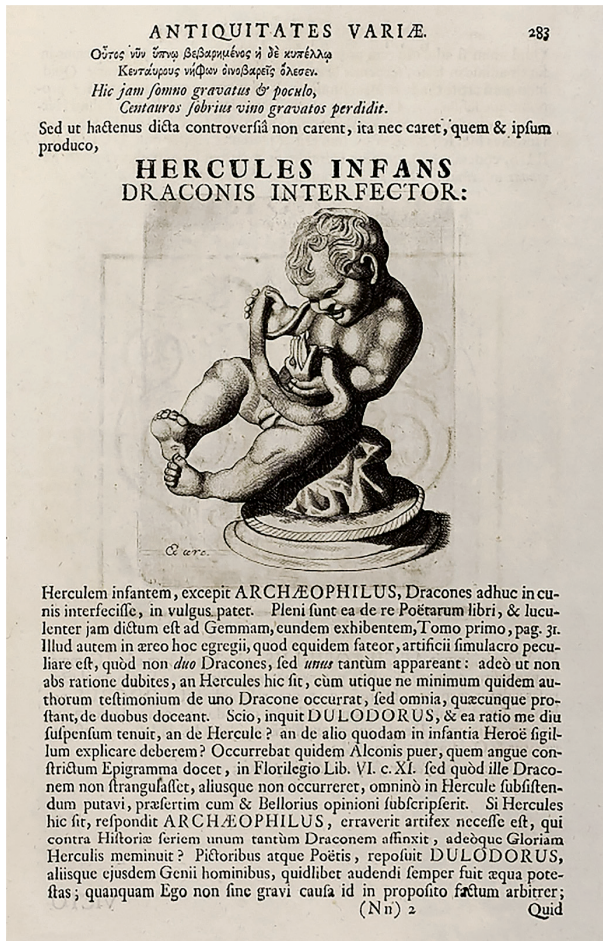 ANTIQUITATES VARIÆ. 283
Οὗτος νῦν ὕπνῳ βεβαρημένος ἠ δὲ κυπέλλῳ
Κενταύρους νήφων οἰνοβαρεῖς ὄλεσεν.
Hic jam somno gravatus & poculo,
Centauros sobrius vino gravatos perdidit.
Sed ut hactenus dicta controversiâ non carent, ita nec caret, quem & ipsum
produco,
HERCULES INFANS
DRACONIS INTERFECTOR:
Ex ære.
Herculem infantem, excepit ARCHÆOPHILUS, Dracones adhuc in cu-
nis interfecisse, in vulgus patet. Pleni sunt ea de re Poëtarum libri, & lucu-
lenter jam dictum est ad Gemmam, eundem exhibentem, Tomo primo, pag. 31.
Illud autem in æreo hoc egregii, quod equidem fateor, artificii simulacro pecu-
liare est, quòd non duo Dracones, sed unus tantùm appareant: adeò ut non
abs ratione dubites, an Hercules hic sit, cùm utique ne minimum quidem au-
thorum testimonium de uno Dracone occurrat, sed omnia, quæcunque pro-
stant, de duobus doceant. Scio, inquit DULODORUS, & ea ratio me diu
suspensum tenuit, an de Hercule? an de alio quodam in infantia Heroë sigil-
lum explicare deberem? Occurrebat quidem Alconis puer, quem angue con-
strictum Epigramma docet, in Florilegio Lib. VI. c. XI. sed quòd ille Draco-
nem non strangulasset, aliusque non occurreret, omninò in Hercule subsisten-
dum putavi, præsertim cum & Bellorius opinioni subscripserit. Si Hercules
hic sit, respondit ARCHÆOPHILUS, erraverit artifex necesse est, qui
contra Historiæ seriem unum tantùm Draconem affinxit, adeòque Gloriam
Herculis meminuit? Pictoribus atque Poëtis, reposuit DULODORUS,
aliisque ejusdem Genii hominibus, quidlibet audendi semper fuit æqua pote-
stas; quanquam Ego non sine gravi causa id in proposito factum arbitrer;
(Nn) 2 Quid